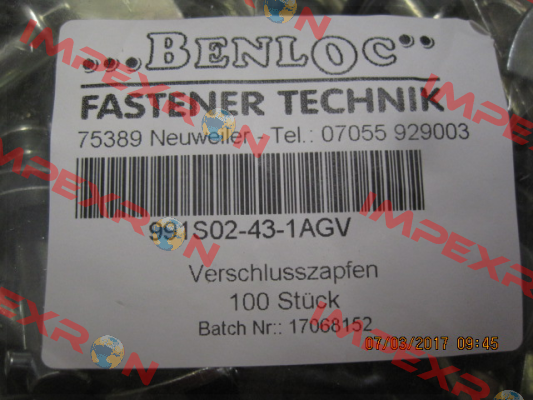 ...BENLOC...
FASTENER TECHNIK
75389 Neuweiler - Tel.: 07055 929003
991S02-43-1AGV
Verschlusszapfen
100 Stück
Batch Nr:: 17068152
07/03/2017 09:45
IMPEXRON